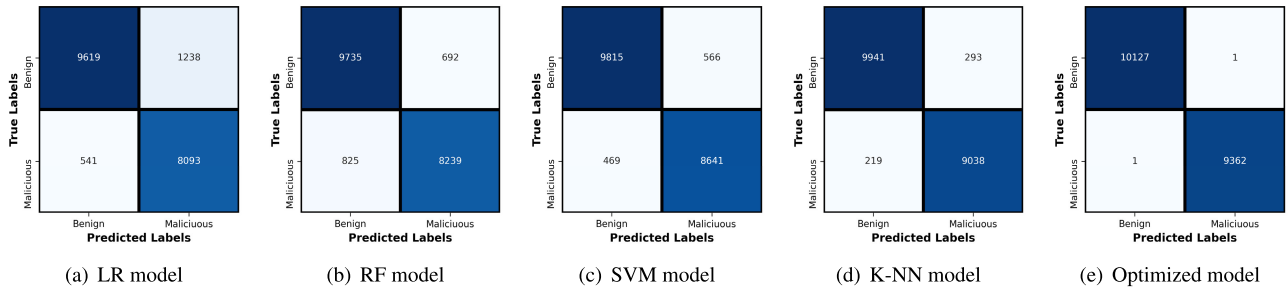 True Labels
Benign
Maliciuous
9619
1238
541
8093
Benign
Maliciuous
Predicted Labels
(a) LR model
True Labels
Benign
Maliciuous
9735
692
825
8239
Benign
Maliciuous
Predicted Labels
(b) RF model
True Labels
Benign
Maliciuous
9815
566
469
8641
Benign
Maliciuous
Predicted Labels
(c) SVM model
True Labels
Benign
Maliciuous
9941
293
219
9038
Benign
Maliciuous
Predicted Labels
(d) K-NN model
True Labels
Benign
Maliciuous
10127
1
1
9362
Benign
Maliciuous
Predicted Labels
(e) Optimized model